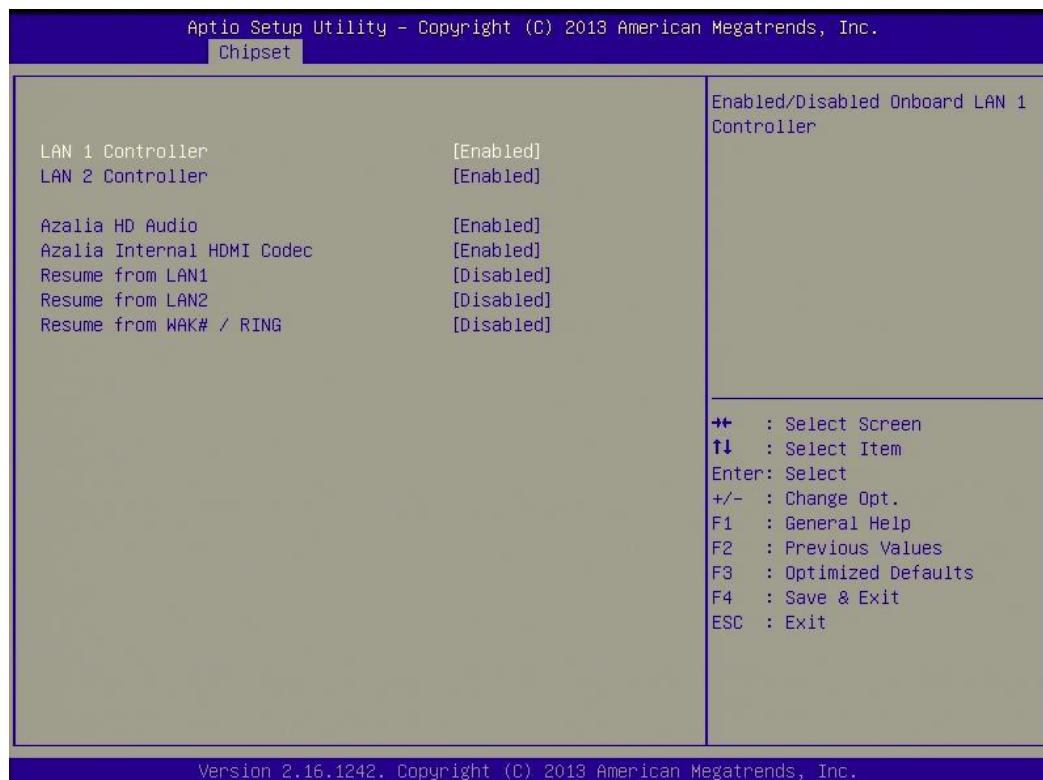 Aptio Setup Utility – Copyright (C) 2013 American Megatrends, Inc.
Chipset
LAN 1 Controller [Enabled]
LAN 2 Controller [Enabled]
Azalia HD Audio [Enabled]
Azalia Internal HDMI Codec [Enabled]
Resume from LAN1 [Disabled]
Resume from LAN2 [Disabled]
Resume from WAK# / RING [Disabled]
Enabled/Disabled Onboard LAN 1
Controller
→← : Select Screen
↑↓ : Select Item
Enter: Select
+/- : Change Opt.
F1 : General Help
F2 : Previous Values
F3 : Optimized Defaults
F4 : Save & Exit
ESC : Exit
Version 2.16.1242. Copyright (C) 2013 American Megatrends, Inc.